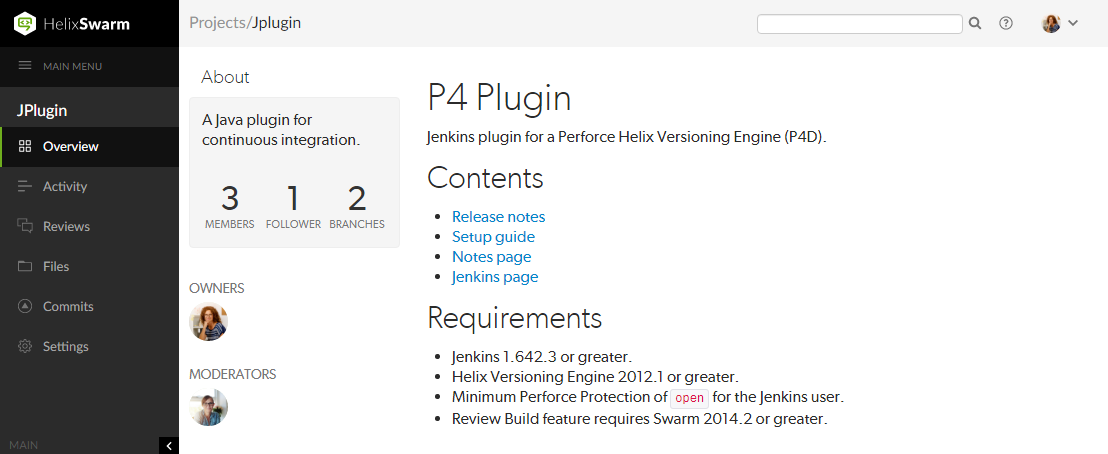 HelixSwarm
Projects/Jplugin
MAIN MENU
JPlugin
Overview
Activity
Reviews
Files
Commits
Settings
MAIN
About
A Java plugin for
continuous integration.
3 1 2
MEMBERS FOLLOWER BRANCHES
OWNERS
MODERATORS
P4 Plugin
Jenkins plugin for a Perforce Helix Versioning Engine (P4D).
Contents
• Release notes
• Setup guide
• Notes page
• Jenkins page
Requirements
• Jenkins 1.642.3 or greater.
• Helix Versioning Engine 2012.1 or greater.
• Minimum Perforce Protection of open for the Jenkins user.
• Review Build feature requires Swarm 2014.2 or greater.